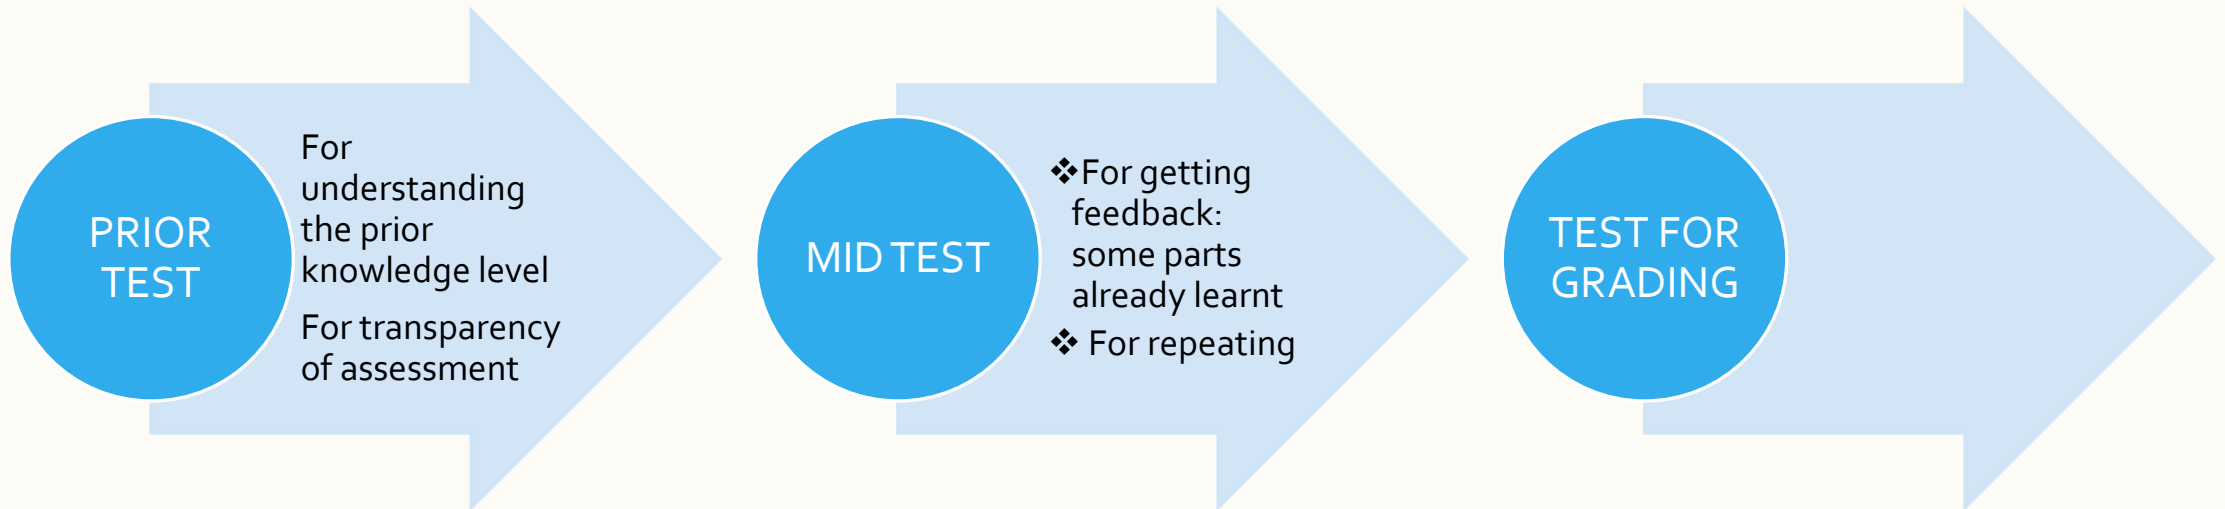 PRIOR
TEST
For
understanding
the prior
knowledge level
For transparency
of assessment
MID TEST
❖For getting
feedback:
some parts
already learnt
❖ For repeating
TEST FOR
GRADING